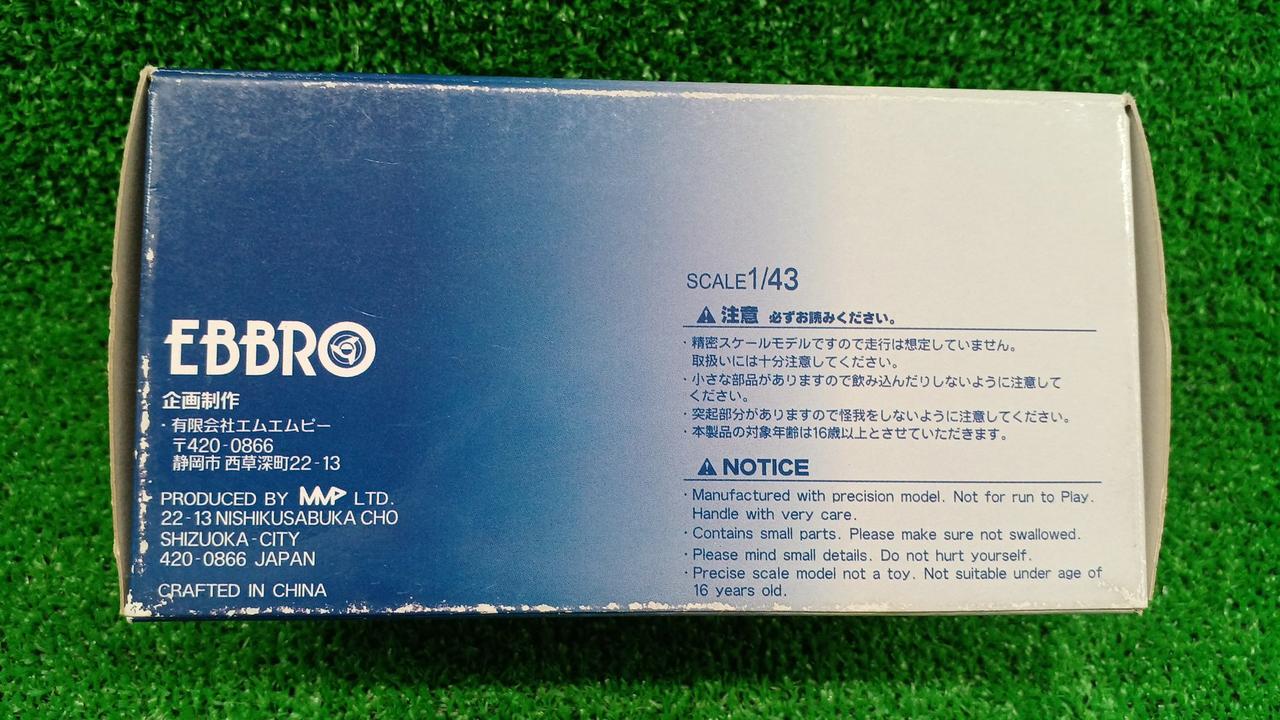 EBBRO
企画制作
・有限会社エムエムピー
〒420-0866
静岡市 西草深町22-13
PRODUCED BY MMP LTD.
22-13 NISHIKUSABUKA CHO
SHIZUOKA-CITY
420-0866 JAPAN
CRAFTED IN CHINA
SCALE1/43
注意 必ずお読みください。
・精密スケールモデルですので走行は想定していません。
取扱いには十分注意してください。
・小さな部品がありますので飲み込んだりしないように注意して
ください。
・突起部分がありますので怪我をしないように注意してください。
・本製品の対象年齢は16歳以上とさせていただきます。
NOTICE
・Manufactured with precision model. Not for run to Play.
Handle with very care.
・Contains small parts. Please make sure not swallowed.
・Please mind small details. Do not hurt yourself.
・Precise scale model not a toy. Not suitable under age of
16 years old.